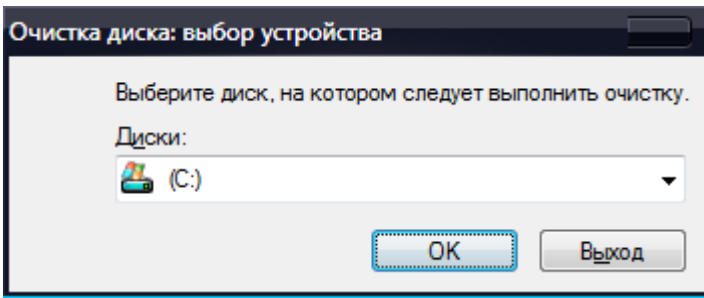 Очистка диска: выбор устройства
Выберите диск, на котором следует выполнить очистку.
Диски:
(C:)
OK Выход